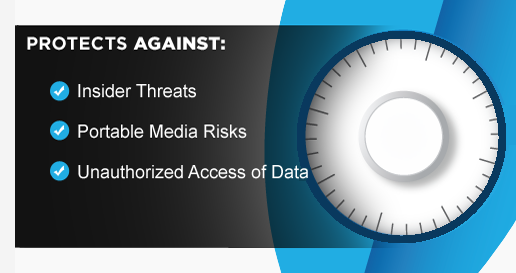 PROTECTS AGAINST:
Insider Threats
Portable Media Risks
Unauthorized Access of Data